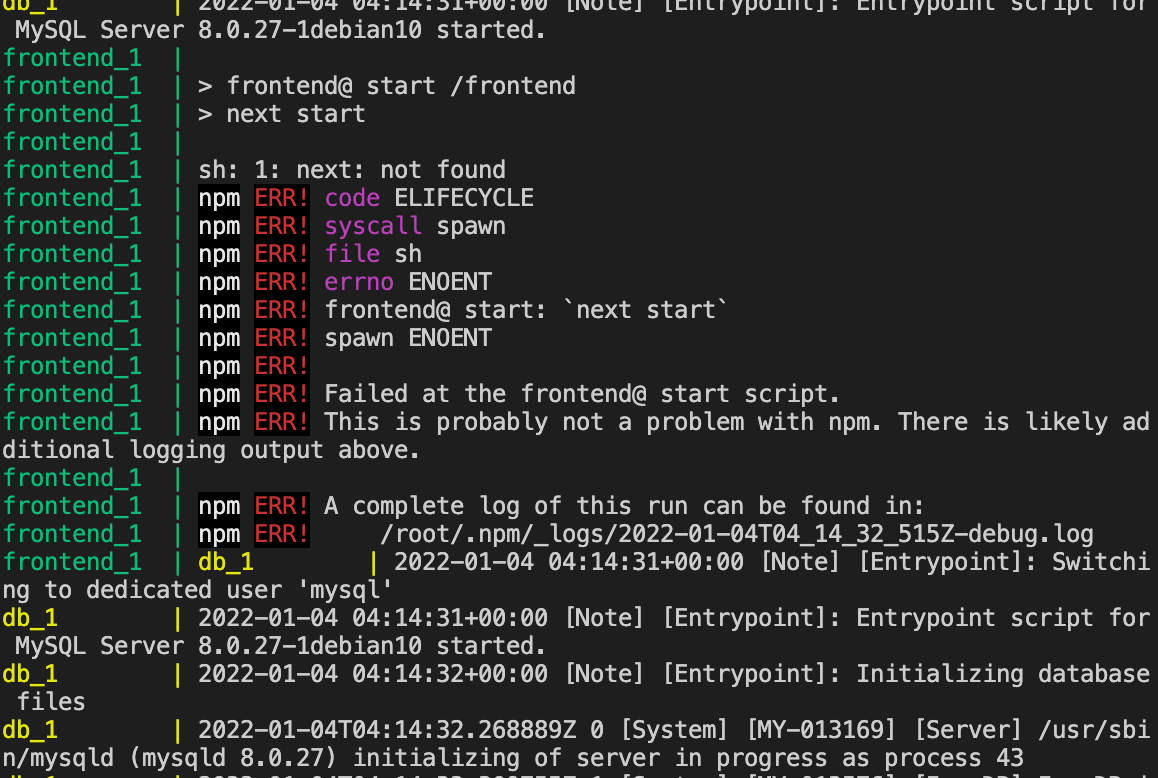 db_1        | 2022-01-04 04:14:31+00:00 [Note] [Entrypoint]: Entrypoint script for
 MySQL Server 8.0.27-1debian10 started.
frontend_1  |
frontend_1  | > frontend@ start /frontend
frontend_1  | > next start
frontend_1  |
frontend_1  | sh: 1: next: not found
frontend_1  | npm ERR! code ELIFECYCLE
frontend_1  | npm ERR! syscall spawn
frontend_1  | npm ERR! file sh
frontend_1  | npm ERR! errno ENOENT
frontend_1  | npm ERR! frontend@ start: `next start`
frontend_1  | npm ERR! spawn ENOENT
frontend_1  | npm ERR!
frontend_1  | npm ERR! Failed at the frontend@ start script.
frontend_1  | npm ERR! This is probably not a problem with npm. There is likely ad
ditional logging output above.
frontend_1  |
frontend_1  | npm ERR! A complete log of this run can be found in:
frontend_1  | npm ERR!     /root/.npm/_logs/2022-01-04T04_14_32_515Z-debug.log
frontend_1  | db_1        | 2022-01-04 04:14:31+00:00 [Note] [Entrypoint]: Switchi
ng to dedicated user 'mysql'
db_1        | 2022-01-04 04:14:31+00:00 [Note] [Entrypoint]: Entrypoint script for
 MySQL Server 8.0.27-1debian10 started.
db_1        | 2022-01-04 04:14:32+00:00 [Note] [Entrypoint]: Initializing database
 files
db_1        | 2022-01-04T04:14:32.268889Z 0 [System] [MY-013169] [Server] /usr/sbi
n/mysqld (mysqld 8.0.27) initializing of server in progress as process 43